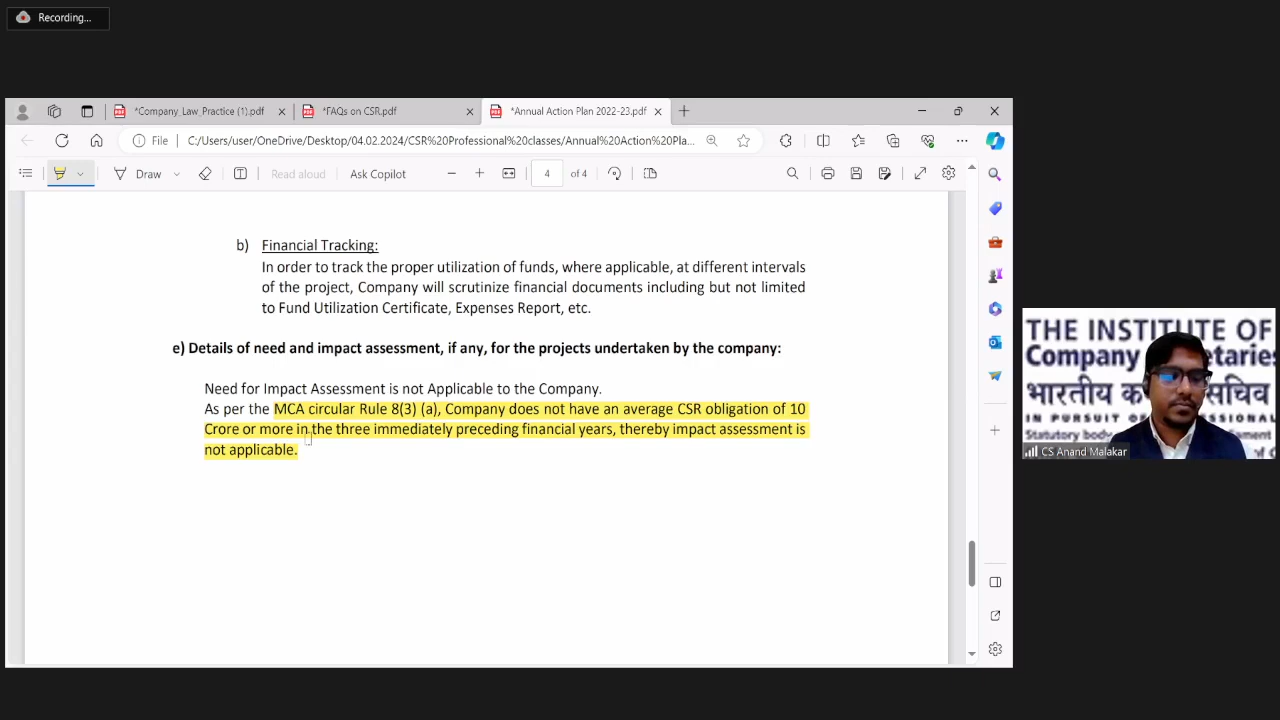 Recording...
*Company_Law_Practice (1).pdf
*FAQs on CSR.pdf
*Annual Action Plan 2022-23.pdf
File
C:/Users/user/OneDrive/Desktop/04.02.2024/CSR%20Professional%20classes/Annual%20Action%20Pla...
Draw
Read aloud
Ask Copilot
4
of 4
b) Financial Tracking:
In order to track the proper utilization of funds, where applicable, at different intervals
of the project, Company will scrutinize financial documents including but not limited
to Fund Utilization Certificate, Expenses Report, etc.
e) Details of need and impact assessment, if any, for the projects undertaken by the company:
Need for Impact Assessment is not Applicable to the Company.
As per the MCA circular Rule 8(3) (a), Company does not have an average CSR obligation of 10
Crore or more in the three immediately preceding financial years, thereby impact assessment is
not applicable.
THE INSTITUTE OF
Company
भारतीय
IN PURSUIT OF
Statutory body
CS Anand Malakar